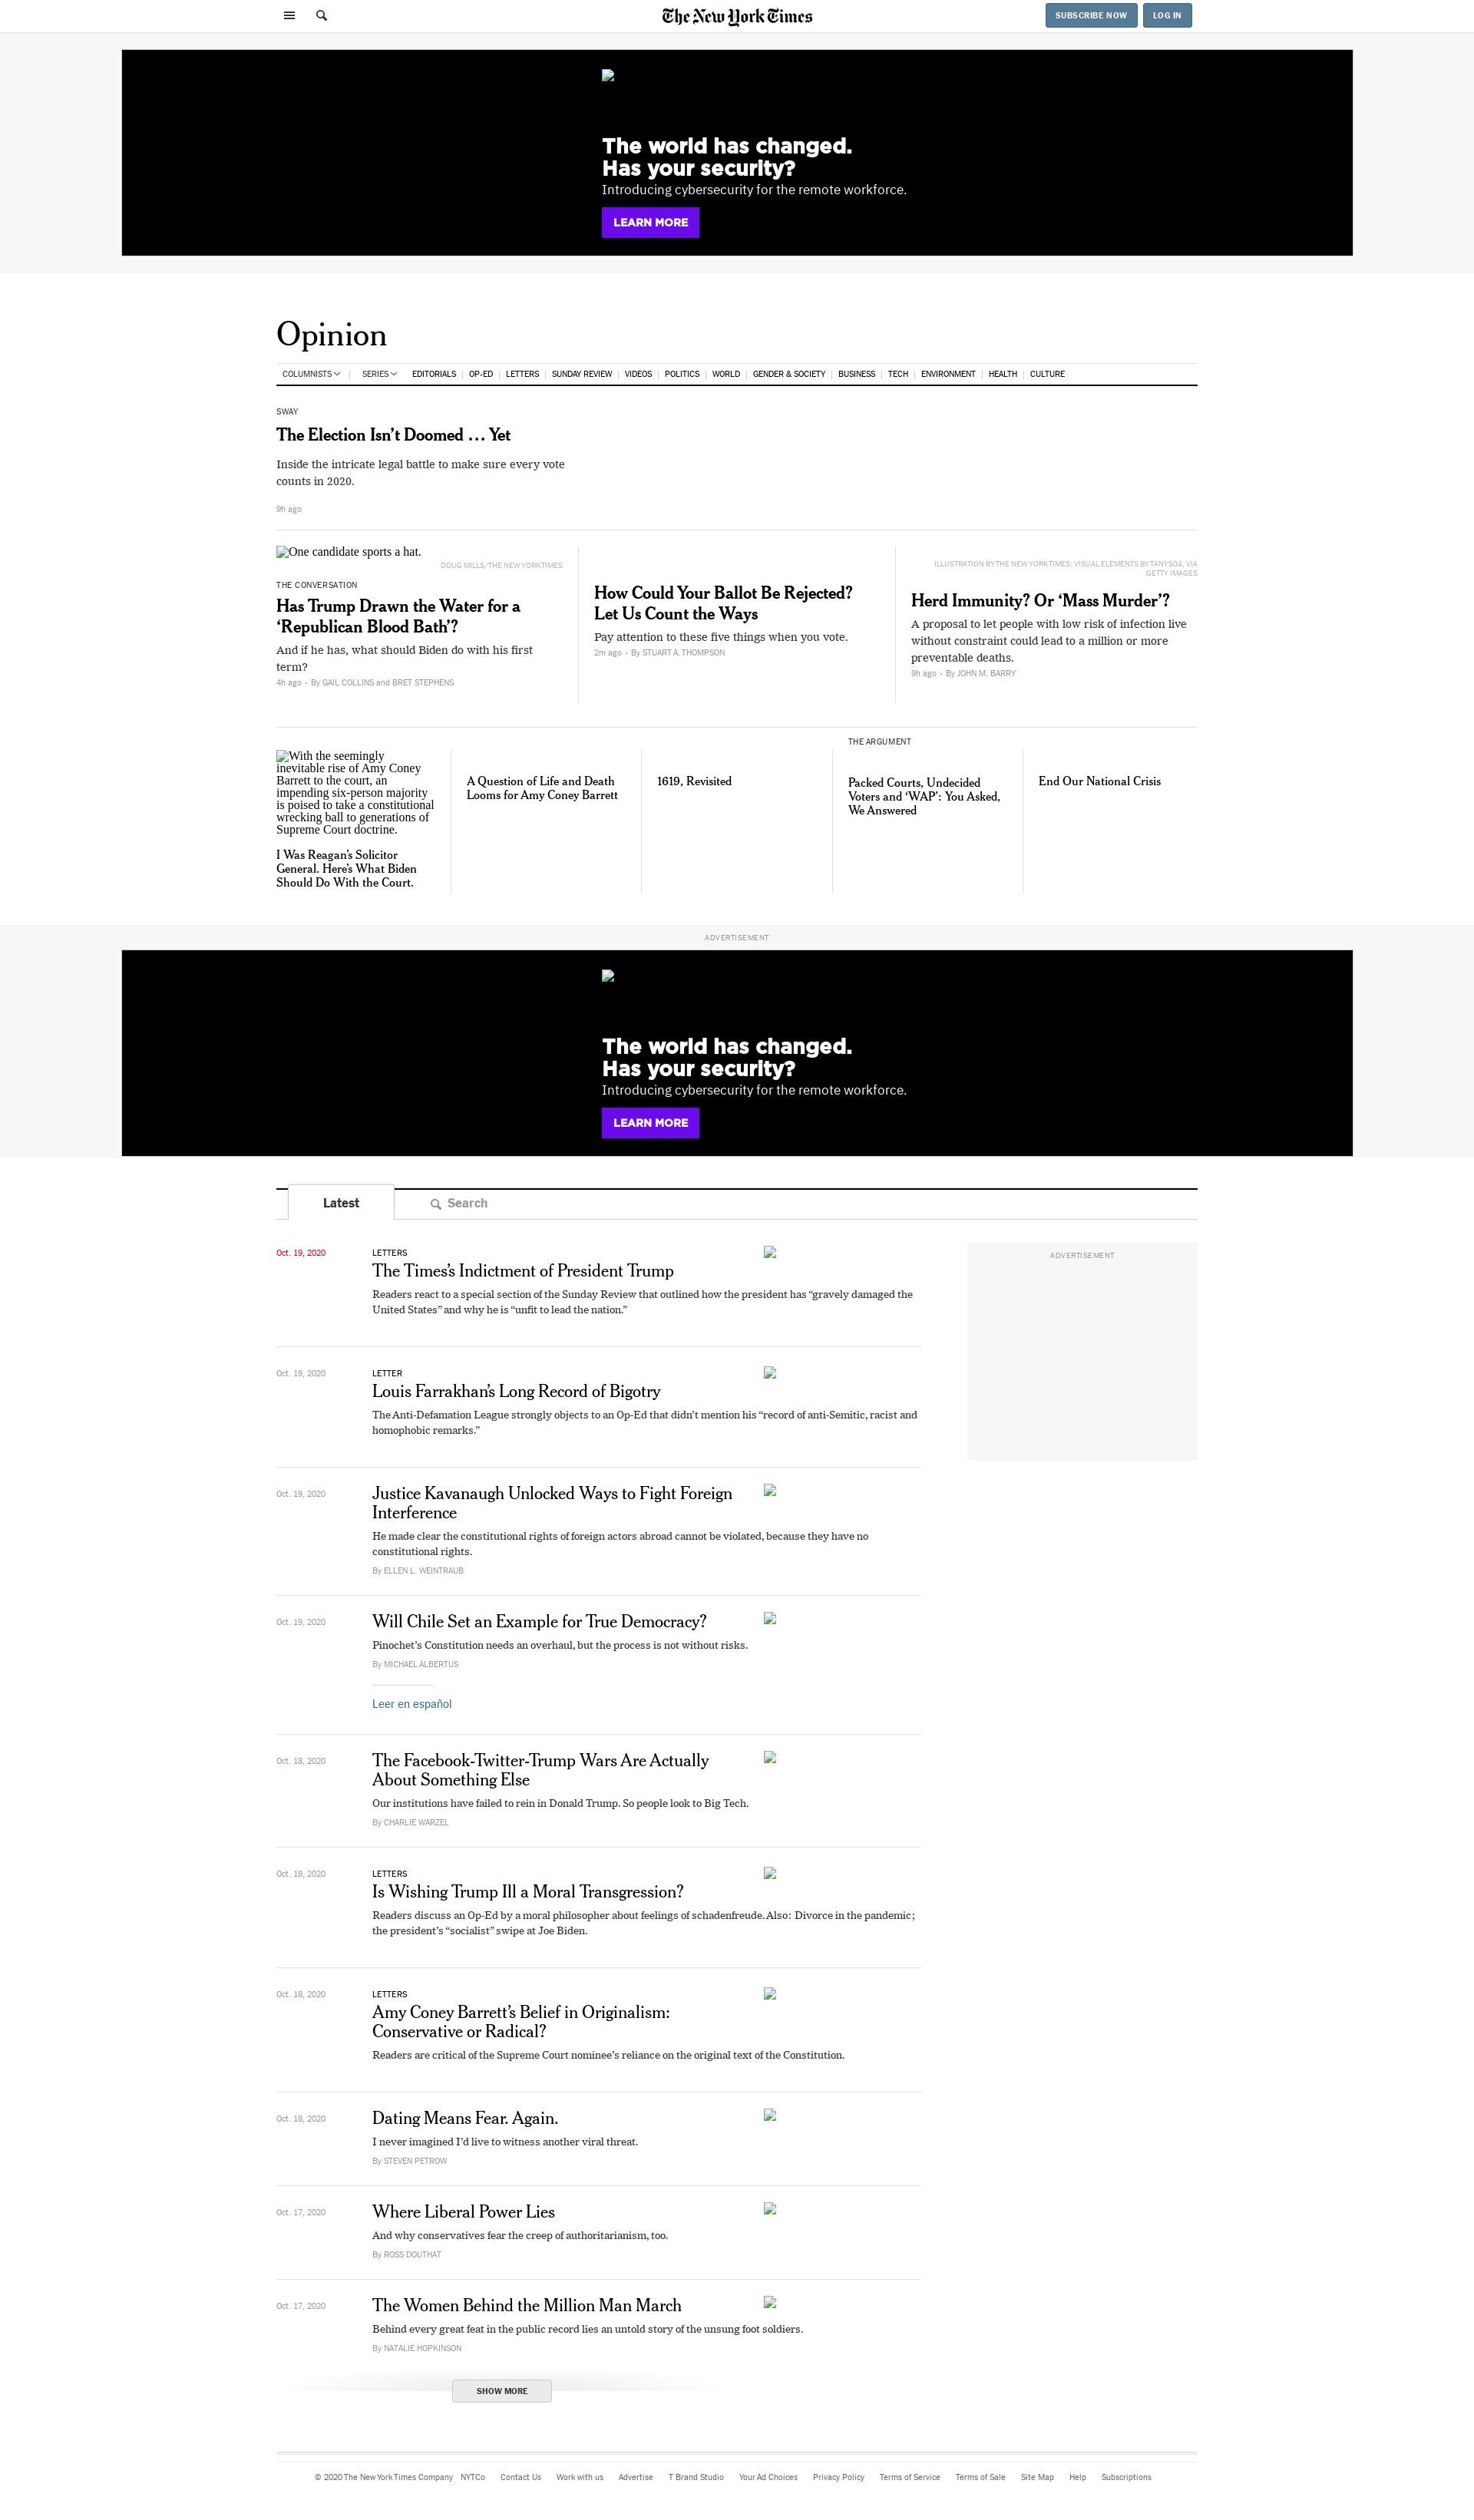 The New York Times
SUBSCRIBE NOW
LOG IN
The world has changed.
Has your security?
Introducing cybersecurity for the remote workforce.
LEARN MORE
Opinion
COLUMNISTS
SERIES
EDITORIALS
OP-ED
LETTERS
SUNDAY REVIEW
VIDEOS
POLITICS
WORLD
GENDER & SOCIETY
BUSINESS
TECH
ENVIRONMENT
HEALTH
CULTURE
SWAY
The Election Isn’t Doomed … Yet
Inside the intricate legal battle to make sure every vote
counts in 2020.
9h ago
One candidate sports a hat.
DOUG MILLS/THE NEW YORK TIMES
THE CONVERSATION
Has Trump Drawn the Water for a
‘Republican Blood Bath’?
And if he has, what should Biden do with his first
term?
4h ago • By GAIL COLLINS and BRET STEPHENS
How Could Your Ballot Be Rejected?
Let Us Count the Ways
Pay attention to these five things when you vote.
2m ago • By STUART A. THOMPSON
ILLUSTRATION BY THE NEW YORK TIMES; VISUAL ELEMENTS BY TANYS04, VIA
GETTY IMAGES
Herd Immunity? Or ‘Mass Murder’?
A proposal to let people with low risk of infection live
without constraint could lead to a million or more
preventable deaths.
9h ago • By JOHN M. BARRY
With the seemingly
inevitable rise of Amy Coney
Barrett to the court, an
impending six-person majority
is poised to take a constitutional
wrecking ball to generations of
Supreme Court doctrine.
I Was Reagan’s Solicitor
General. Here’s What Biden
Should Do With the Court.
A Question of Life and Death
Looms for Amy Coney Barrett
1619, Revisited
THE ARGUMENT
Packed Courts, Undecided
Voters and ‘WAP’: You Asked,
We Answered
End Our National Crisis
ADVERTISEMENT
The world has changed.
Has your security?
Introducing cybersecurity for the remote workforce.
LEARN MORE
Latest
Search
ADVERTISEMENT
Oct. 19, 2020
LETTERS
The Times’s Indictment of President Trump
Readers react to a special section of the Sunday Review that outlined how the president has “gravely damaged the
United States” and why he is “unfit to lead the nation.”
Oct. 19, 2020
LETTER
Louis Farrakhan’s Long Record of Bigotry
The Anti-Defamation League strongly objects to an Op-Ed that didn’t mention his “record of anti-Semitic, racist and
homophobic remarks.”
Oct. 19, 2020
Justice Kavanaugh Unlocked Ways to Fight Foreign
Interference
He made clear the constitutional rights of foreign actors abroad cannot be violated, because they have no
constitutional rights.
By ELLEN L. WEINTRAUB
Oct. 19, 2020
Will Chile Set an Example for True Democracy?
Pinochet’s Constitution needs an overhaul, but the process is not without risks.
By MICHAEL ALBERTUS
Leer en español
Oct. 18, 2020
The Facebook-Twitter-Trump Wars Are Actually
About Something Else
Our institutions have failed to rein in Donald Trump. So people look to Big Tech.
By CHARLIE WARZEL
Oct. 18, 2020
LETTERS
Is Wishing Trump Ill a Moral Transgression?
Readers discuss an Op-Ed by a moral philosopher about feelings of schadenfreude. Also: Divorce in the pandemic;
the president’s “socialist” swipe at Joe Biden.
Oct. 18, 2020
LETTERS
Amy Coney Barrett’s Belief in Originalism:
Conservative or Radical?
Readers are critical of the Supreme Court nominee’s reliance on the original text of the Constitution.
Oct. 18, 2020
Dating Means Fear. Again.
I never imagined I’d live to witness another viral threat.
By STEVEN PETROW
Oct. 17, 2020
Where Liberal Power Lies
And why conservatives fear the creep of authoritarianism, too.
By ROSS DOUTHAT
Oct. 17, 2020
The Women Behind the Million Man March
Behind every great feat in the public record lies an untold story of the unsung foot soldiers.
By NATALIE HOPKINSON
SHOW MORE
© 2020 The New York Times Company
NYTCo
Contact Us
Work with us
Advertise
T Brand Studio
Your Ad Choices
Privacy Policy
Terms of Service
Terms of Sale
Site Map
Help
Subscriptions